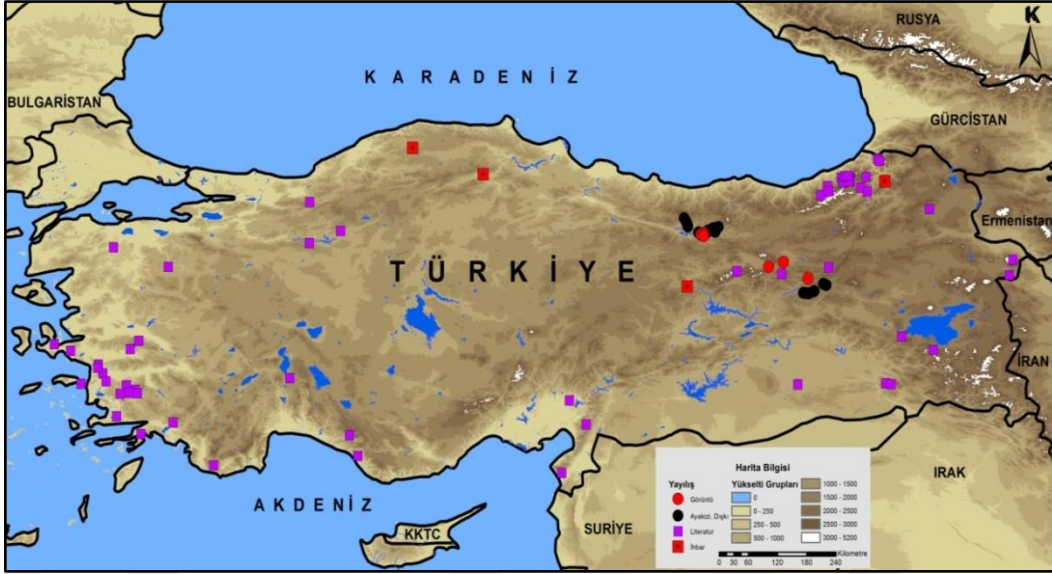 RUSYA
K
KARADENİZ
BULGARİSTAN
GÜRCİSTAN
Ermenistan
TÜRKİYE
İRAN
AKDENİZ
KKTC
SURİYE
IRAK
Harita Bilgisi
Yayılış
Görüntü
Ayakizi, Dışkı
Literatur
İhbar
Yükselti Grupları
0
0 - 250
250 - 500
500 - 1000
1000 - 1500
1500 - 2000
2000 - 2500
2500 - 3000
3000 - 5200
0 30 60 120 180 240 Kilometre